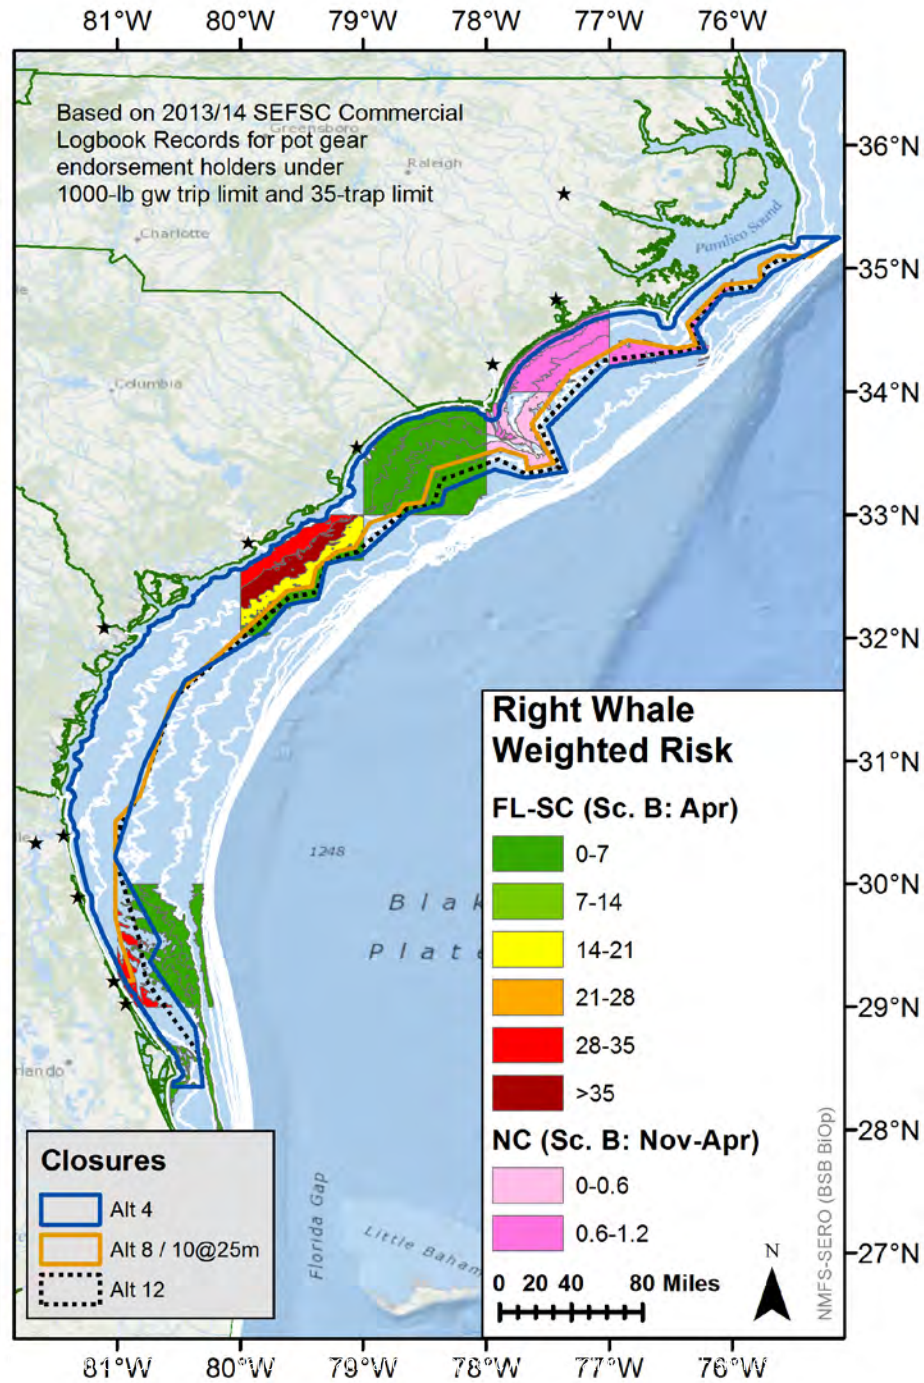 81°W 80°W 79°W 78°W 77°W 76°W
Based on 2013/14 SEFSC Commercial
Logbook Records for pot gear
endorsement holders under
1000-lb gw trip limit and 35-trap limit
Greensboro
Raleigh
Charlotte
Columbia
Pamlico Sound
36°N
35°N
34°N
33°N
32°N
31°N
30°N
29°N
28°N
27°N
1248
Blak
Plate
Florida Gap
Little Baham
rlando
Right Whale
Weighted Risk
FL-SC (Sc. B: Apr)
0-7
7-14
14-21
21-28
28-35
>35
NC (Sc. B: Nov-Apr)
0-0.6
0.6-1.2
0 20 40 80 Miles
N
NMFS-SERO (BSB BiOp)
Closures
Alt 4
Alt 8 / 10@25m
Alt 12
81°W 80°W 79°W 78°W 77°W 76°W